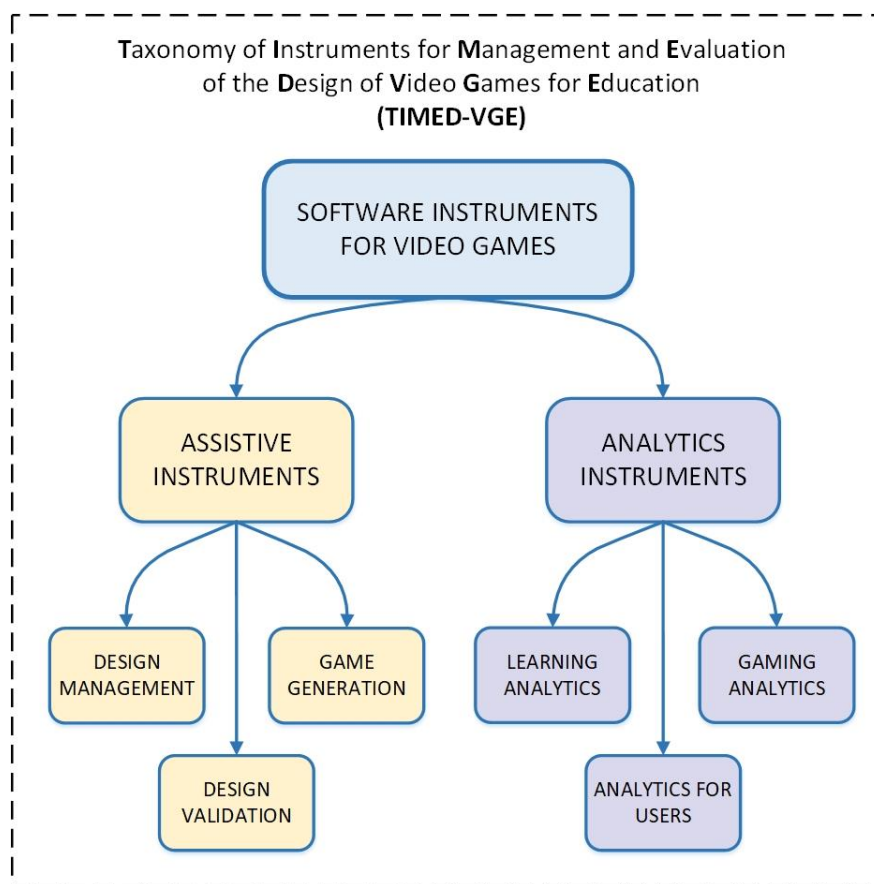 Taxonomy of Instruments for Management and Evaluation
of the Design of Video Games for Education
(TIMED-VGE)
SOFTWARE INSTRUMENTS
FOR VIDEO GAMES
ASSISTIVE
INSTRUMENTS
ANALYTICS
INSTRUMENTS
DESIGN
MANAGEMENT
GAME
GENERATION
LEARNING
ANALYTICS
GAMING
ANALYTICS
DESIGN
VALIDATION
ANALYTICS FOR
USERS